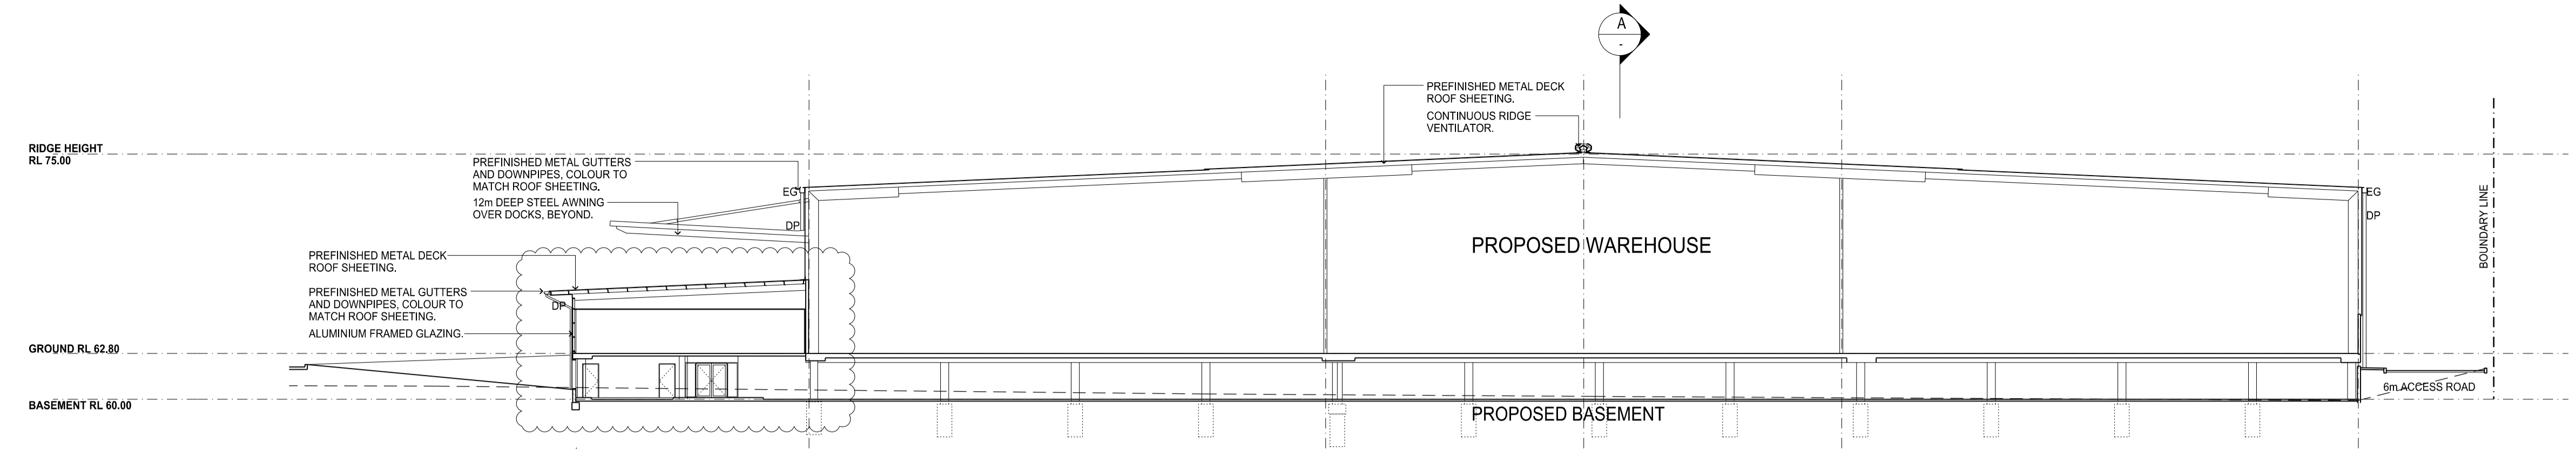 A
-
PREFINISHED METAL DECK
ROOF SHEETING.
CONTINUOUS RIDGE
VENTILATOR.
RIDGE HEIGHT
RL 75.00
PREFINISHED METAL GUTTERS
AND DOWNPIPES, COLOUR TO
MATCH ROOF SHEETING.
12m DEEP STEEL AWNING
OVER DOCKS, BEYOND.
EG
DP
EG
DP
BOUNDARY LINE
PROPOSED WAREHOUSE
PREFINISHED METAL DECK
ROOF SHEETING.
PREFINISHED METAL GUTTERS
AND DOWNPIPES, COLOUR TO
MATCH ROOF SHEETING.
DP
ALUMINIUM FRAMED GLAZING.
GROUND RL 62.80
6m ACCESS ROAD
BASEMENT RL 60.00
PROPOSED BASEMENT